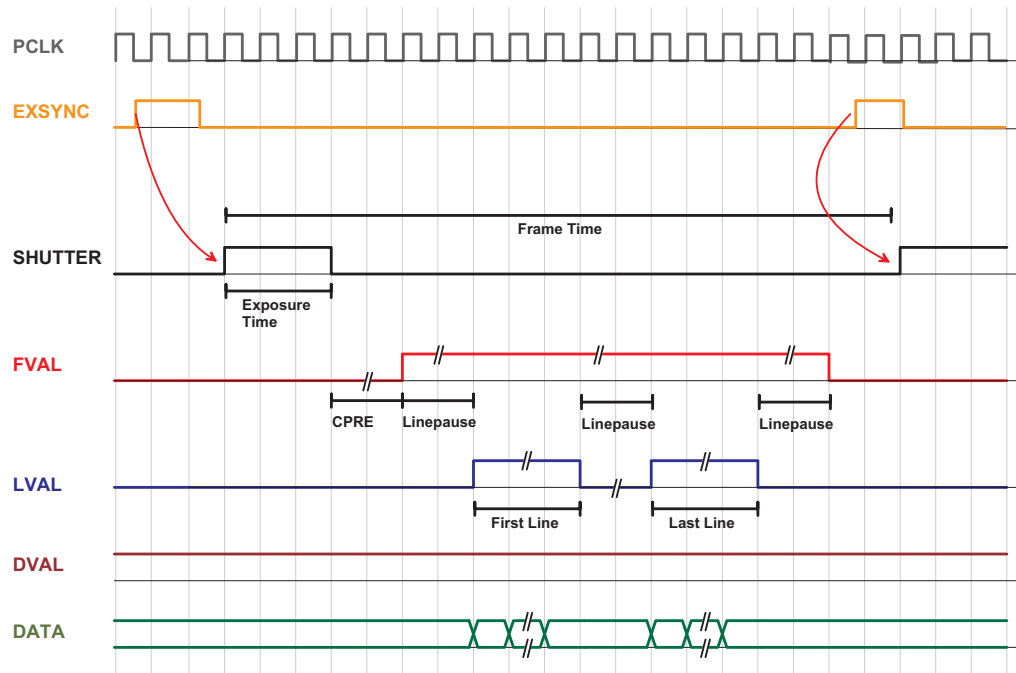 PCLK
EXSYNC
Frame Time
SHUTTER
Exposure
Time
FVAL
CPRE
Linepause
Linepause
Linepause
LVAL
First Line
Last Line
DVAL
DATA